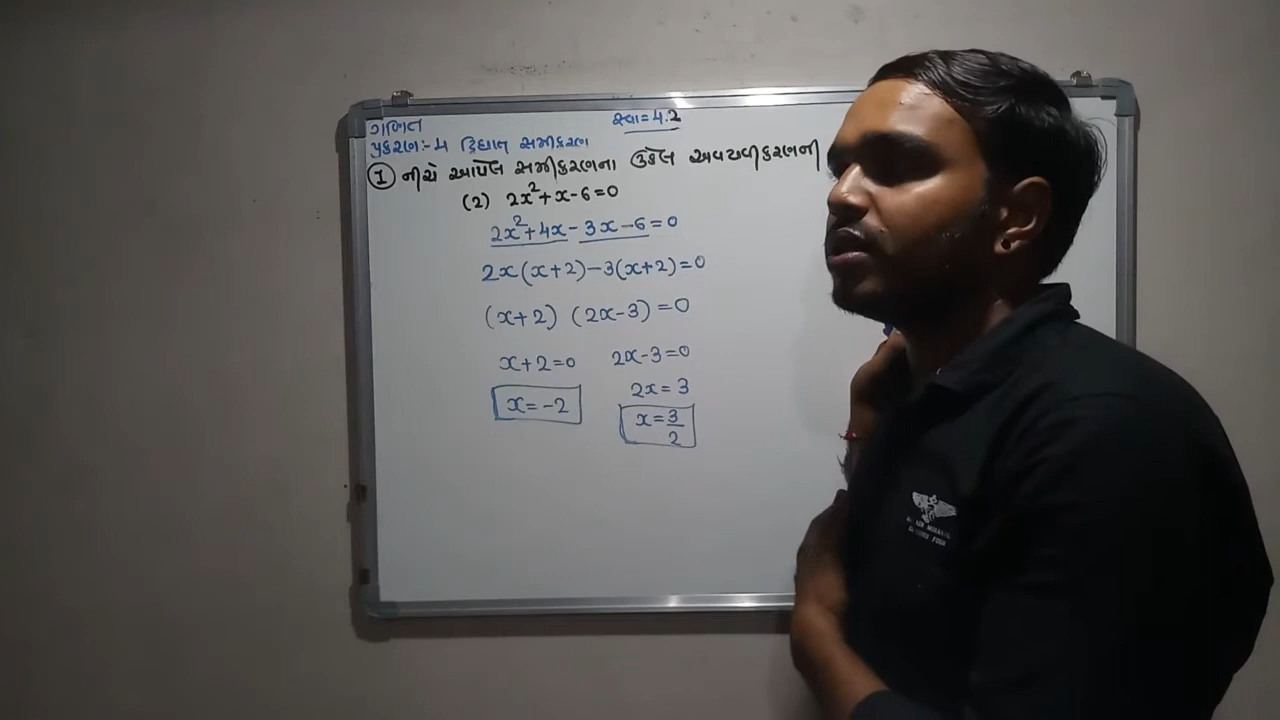 ગણિત
સ્વા = 4.2
પ્રકરણ:- 4 દ્વિઘાત સમીકરણ
(1) નીચે આપેલ સમીકરણના ઉકેલ અવયવીકરણની
(2) 2x²+x-6=0
2x²+4x-3x-6=0
2x(x+2)-3(x+2)=0
(x+2) (2x-3)=0
x+2=0 2x-3=0
2x=3
x=-2
x=3/2